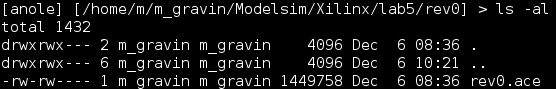 [anole] [/home/m/m_gravin/Modelsim/Xilinx/lab5/rev0] > ls -al
total 1432
drwxrwx--- 2 m_gravin m_gravin    4096 Dec  6 08:36 .
drwxrwx--- 6 m_gravin m_gravin    4096 Dec  6 10:21 ..
-rw-rw---- 1 m_gravin m_gravin 1449758 Dec  6 08:36 rev0.ace